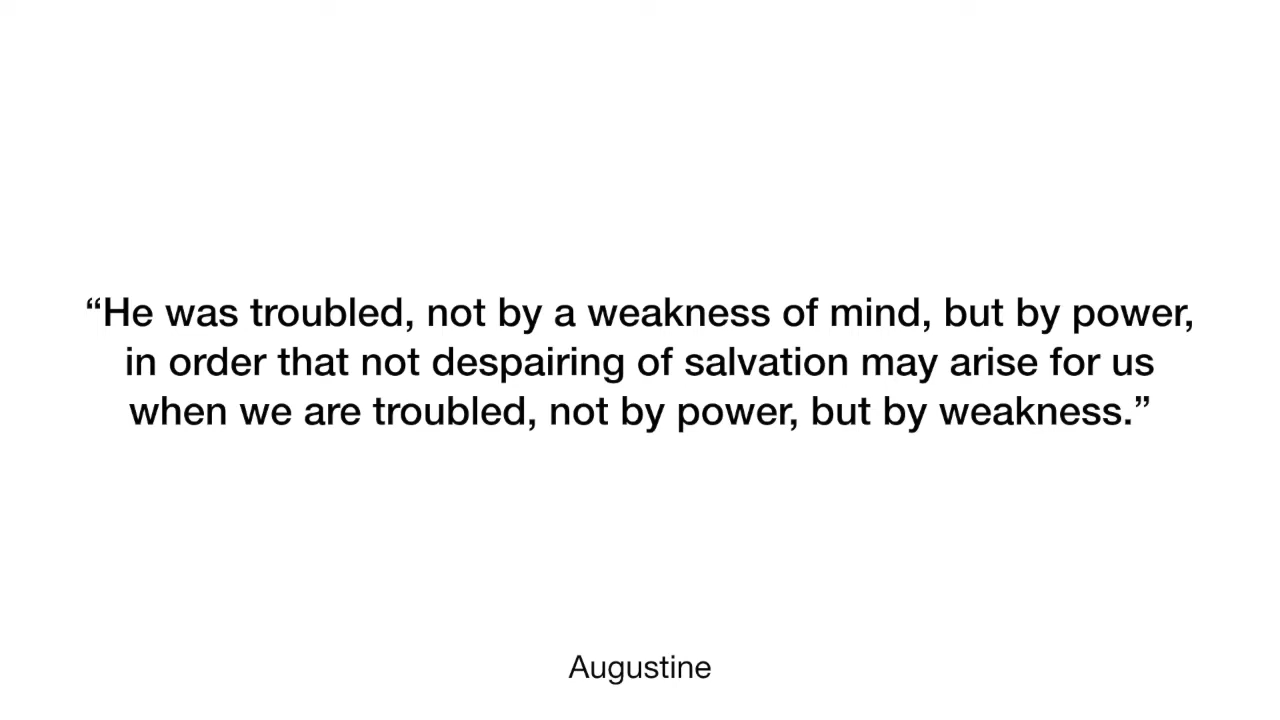 “He was troubled, not by a weakness of mind, but by power,
in order that not despairing of salvation may arise for us
when we are troubled, not by power, but by weakness.”
Augustine